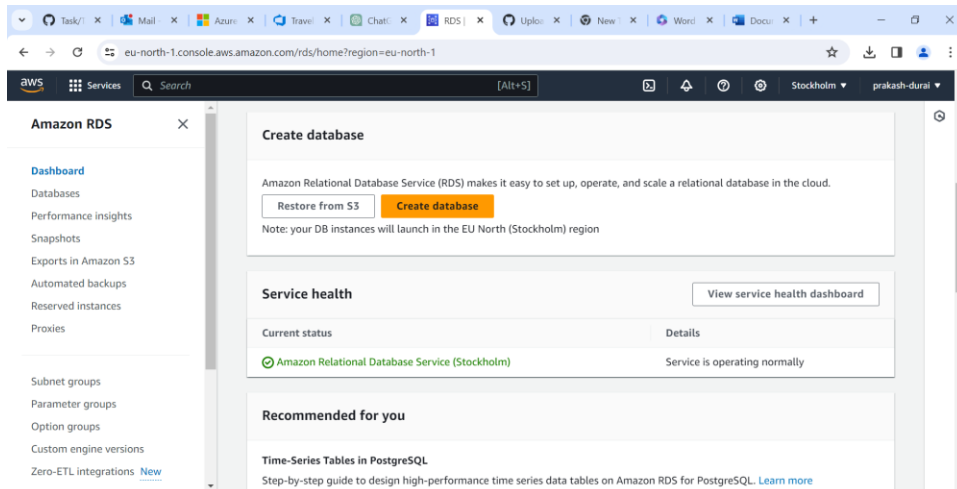 Task/
Mail -
Azure
Travel
Chat
RDS |
Uploa
New
Word
Docu
eu-north-1.console.aws.amazon.com/rds/home?region=eu-north-1
aws
Services
Search
[Alt+S]
Stockholm
prakash-durai
Amazon RDS
Dashboard
Databases
Performance insights
Snapshots
Exports in Amazon S3
Automated backups
Reserved instances
Proxies
Subnet groups
Parameter groups
Option groups
Custom engine versions
Zero-ETL integrations New
Create database
Amazon Relational Database Service (RDS) makes it easy to set up, operate, and scale a relational database in the cloud.
Restore from S3
Create database
Note: your DB instances will launch in the EU North (Stockholm) region
Service health
View service health dashboard
Current status Details
Amazon Relational Database Service (Stockholm) Service is operating normally
Recommended for you
Time-Series Tables in PostgreSQL
Step-by-step guide to design high-performance time series data tables on Amazon RDS for PostgreSQL. Learn more